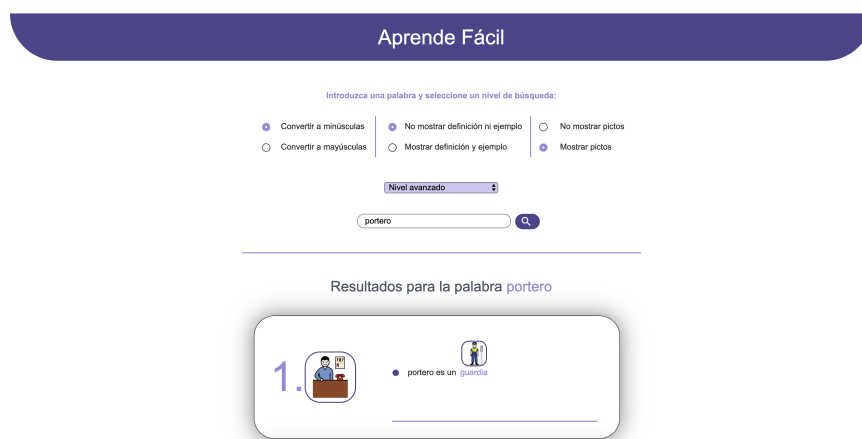 Aprende Fácil
Introduzca una palabra y seleccione un nivel de búsqueda:
Convertir a minúsculas No mostrar definición ni ejemplo No mostrar pictos
Convertir a mayúsculas Mostrar definición y ejemplo Mostrar pictos
Nivel avanzado
portero
Resultados para la palabra portero
1.
portero es un guardia